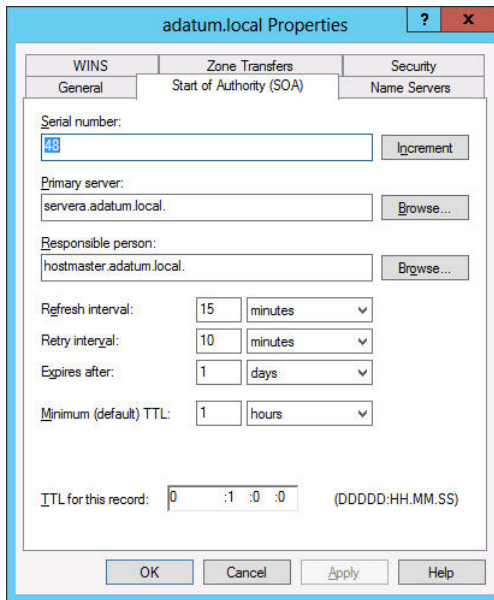 adatum.local Properties
? x
WINS Zone Transfers Security
General Start of Authority (SOA) Name Servers
Serial number:
48 Increment
Primary server:
servera.adatum.local. Browse...
Responsible person:
hostmaster.adatum.local. Browse...
Refresh interval: 15 minutes
Retry interval: 10 minutes
Expires after: 1 days
Minimum (default) TTL: 1 hours
TTL for this record: 0 :1 :0 :0 (DDDDD:HH.MM.SS)
OK Cancel Apply Help